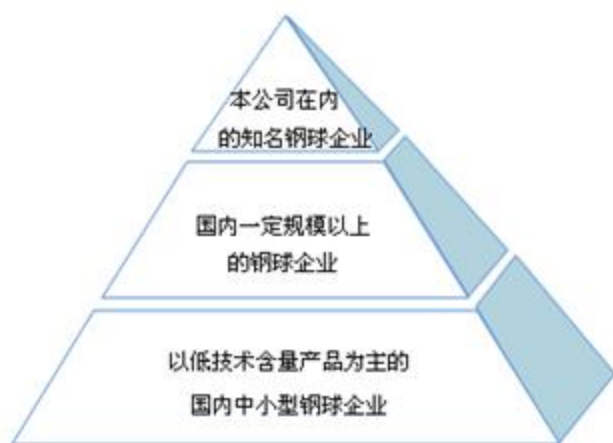 本公司在内
的知名钢球企业
国内一定规模以上
的钢球企业
以低技术含量产品为主的
国内中小型钢球企业